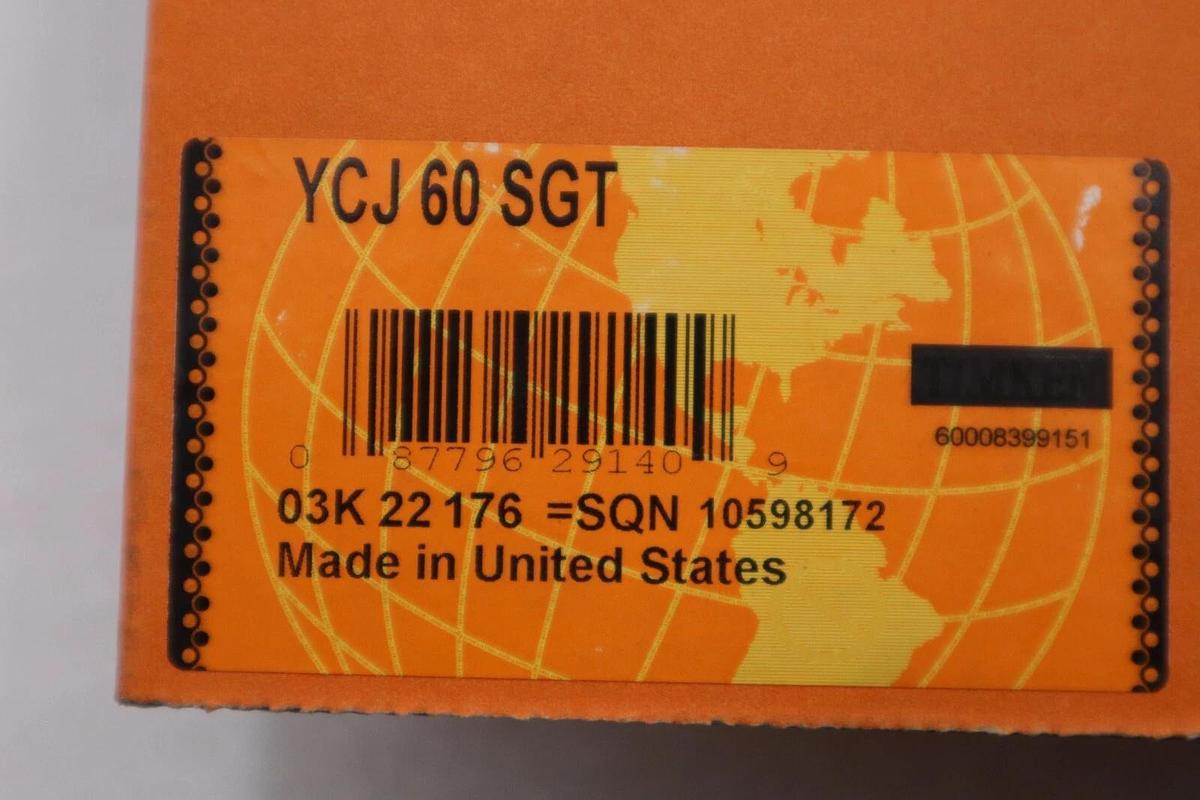 YCJ 60 SGT
TIMKEN
60008399151
0 87796 29140 9
03K 22 176 =SQN 10598172
Made in United States